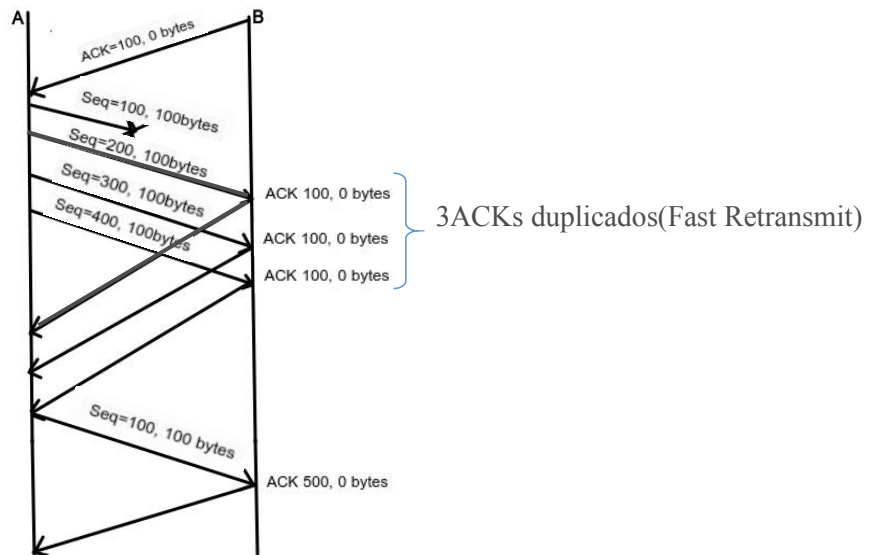 A
B
ACK=100, 0 bytes
Seq=100, 100bytes
Seq=200, 100bytes
Seq=300, 100bytes
Seq=400, 100bytes
ACK 100, 0 bytes
ACK 100, 0 bytes
ACK 100, 0 bytes
3ACKs duplicados(Fast Retransmit)
Seq=100, 100 bytes
ACK 500, 0 bytes